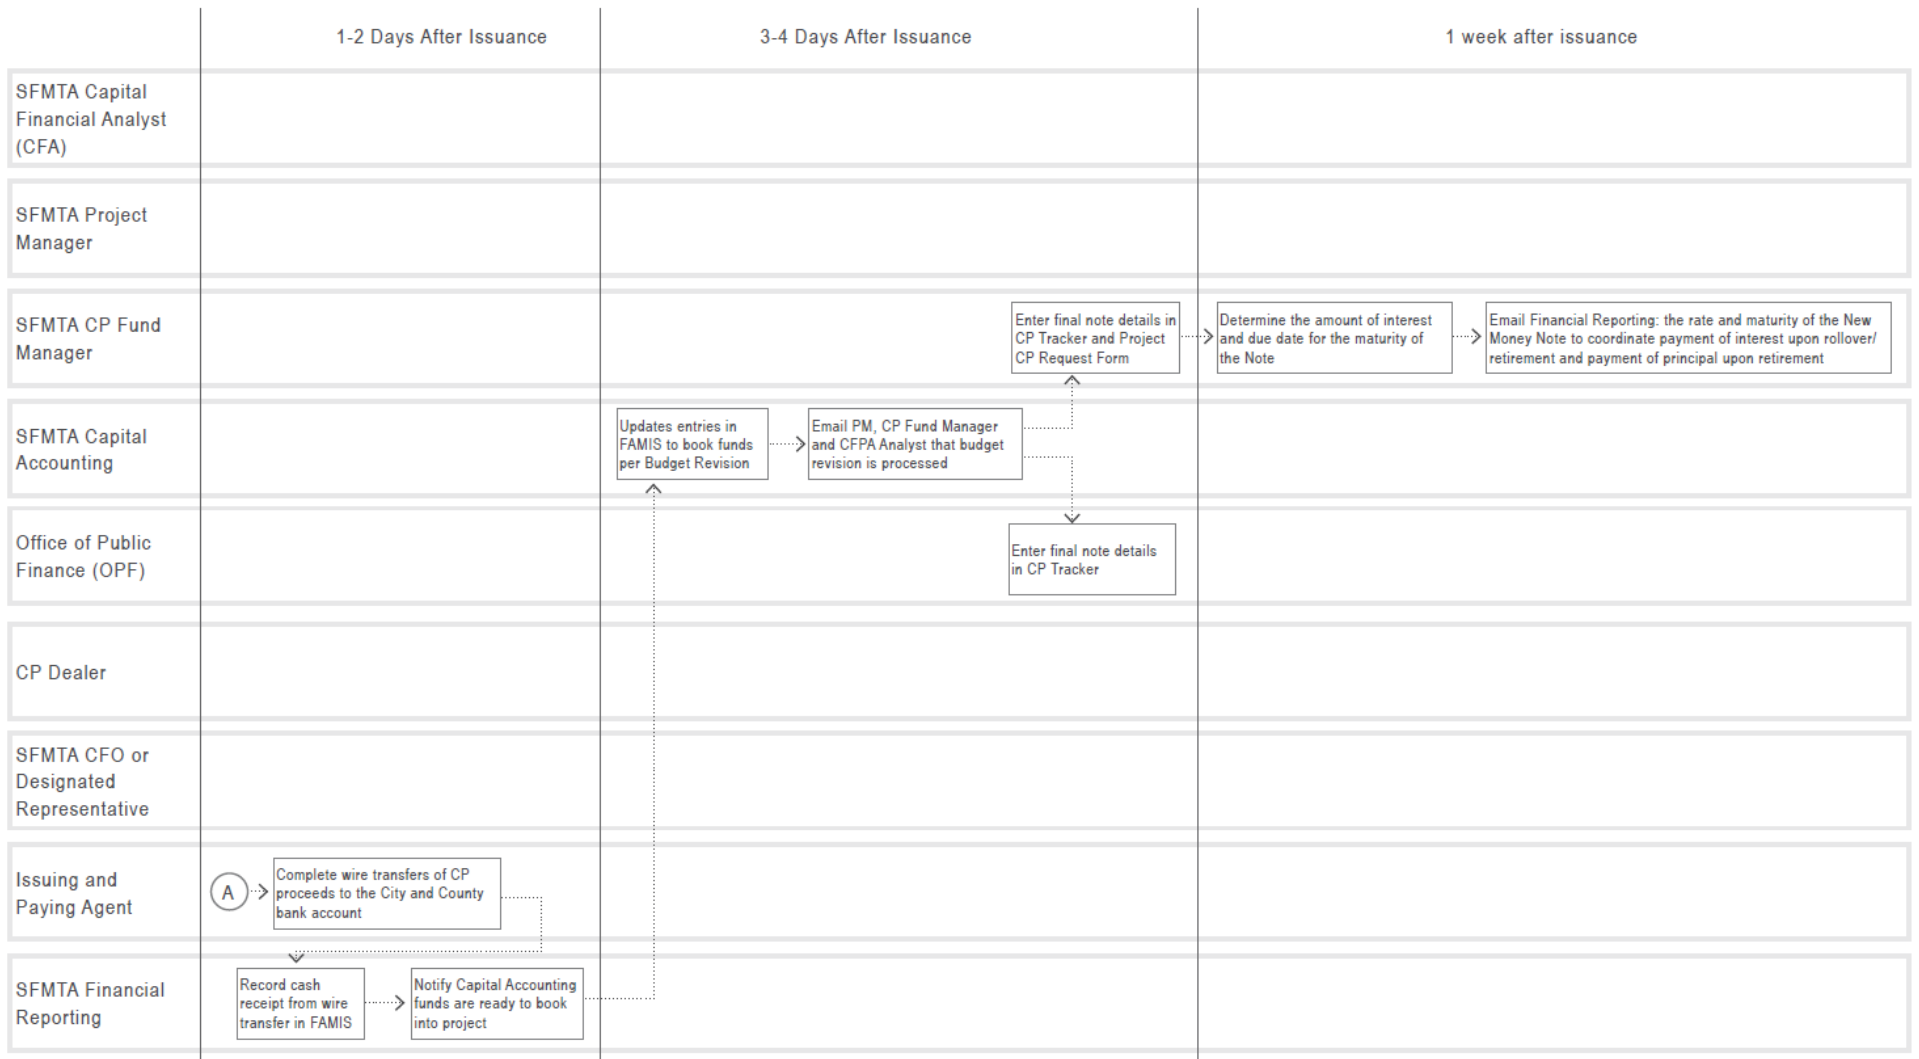 1-2 Days After Issuance
3-4 Days After Issuance
1 week after issuance
SFMTA Capital
Financial Analyst
(CFA)
SFMTA Project
Manager
SFMTA CP Fund
Manager
Enter final note details in
CP Tracker and Project
CP Request Form
Determine the amount of interest
and due date for the maturity of
the Note
Email Financial Reporting: the rate and maturity of the New
Money Note to coordinate payment of interest upon rollover/
retirement and payment of principal upon retirement
SFMTA Capital
Accounting
Updates entries in
FAMIS to book funds
per Budget Revision
Email PM, CP Fund Manager
and CFPA Analyst that budget
revision is processed
Office of Public
Finance (OPF)
Enter final note details
in CP Tracker
CP Dealer
SFMTA CFO or
Designated
Representative
Issuing and
Paying Agent
A
Complete wire transfers of CP
proceeds to the City and County
bank account
SFMTA Financial
Reporting
Record cash
receipt from wire
transfer in FAMIS
Notify Capital Accounting
funds are ready to book
into project